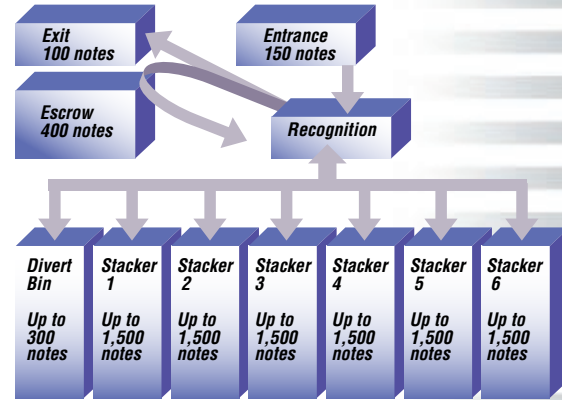 Exit
100 notes
Entrance
150 notes
Escrow
400 notes
Recognition
Divert
Bin
Up to
300
notes
Stacker
1
Up to
1,500
notes
Stacker
2
Up to
1,500
notes
Stacker
3
Up to
1,500
notes
Stacker
4
Up to
1,500
notes
Stacker
5
Up to
1,500
notes
Stacker
6
Up to
1,500
notes